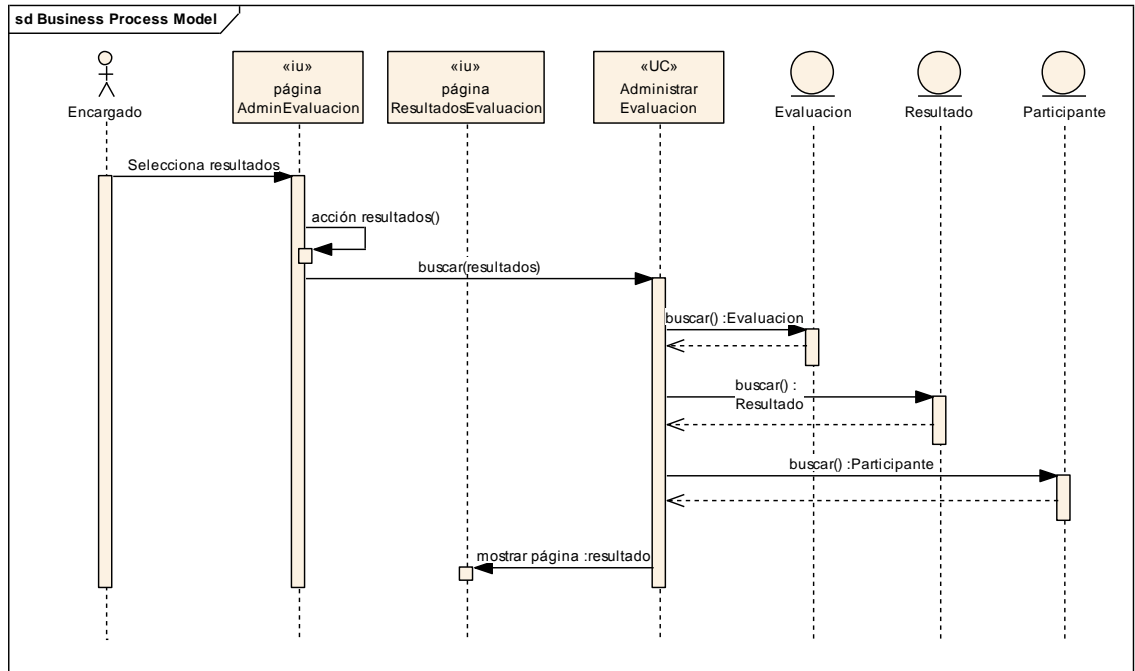 sd Business Process Model
Encargado
«iu»
página
AdminEvaluacion
«iu»
página
ResultadosEvaluacion
«UC»
Administrar
Evaluacion
Evaluacion
Resultado
Participante
Selecciona resultados
acción resultados()
buscar(resultados)
buscar() :Evaluacion
buscar() :
Resultado
buscar() :Participante
mostrar página :resultado